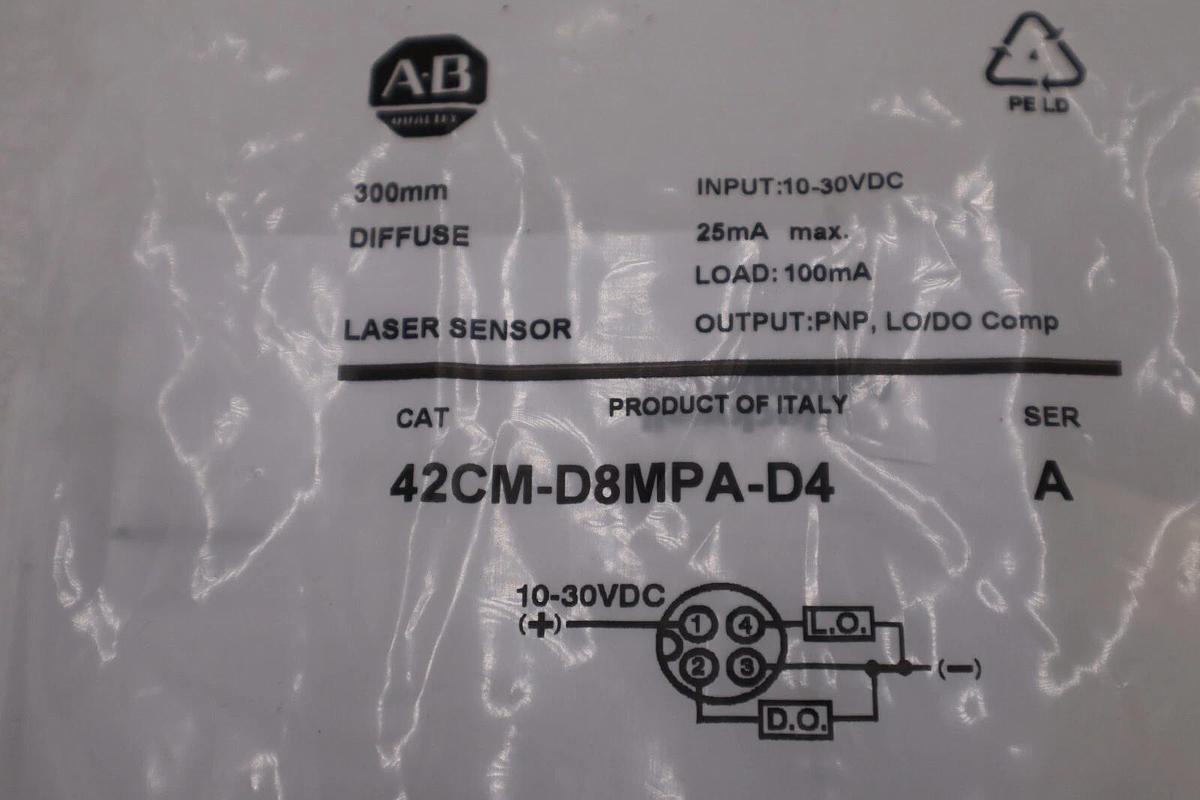 A·B
QUALITY
4
PE LD
300mm
DIFFUSE
LASER SENSOR
INPUT:10-30VDC
25mA max.
LOAD: 100mA
OUTPUT:PNP, LO/DO Comp
CAT
PRODUCT OF ITALY
SER
42CM-D8MPA-D4
A
10-30VDC
(+)
1 4 L.O.
2 3 (−)
D.O.